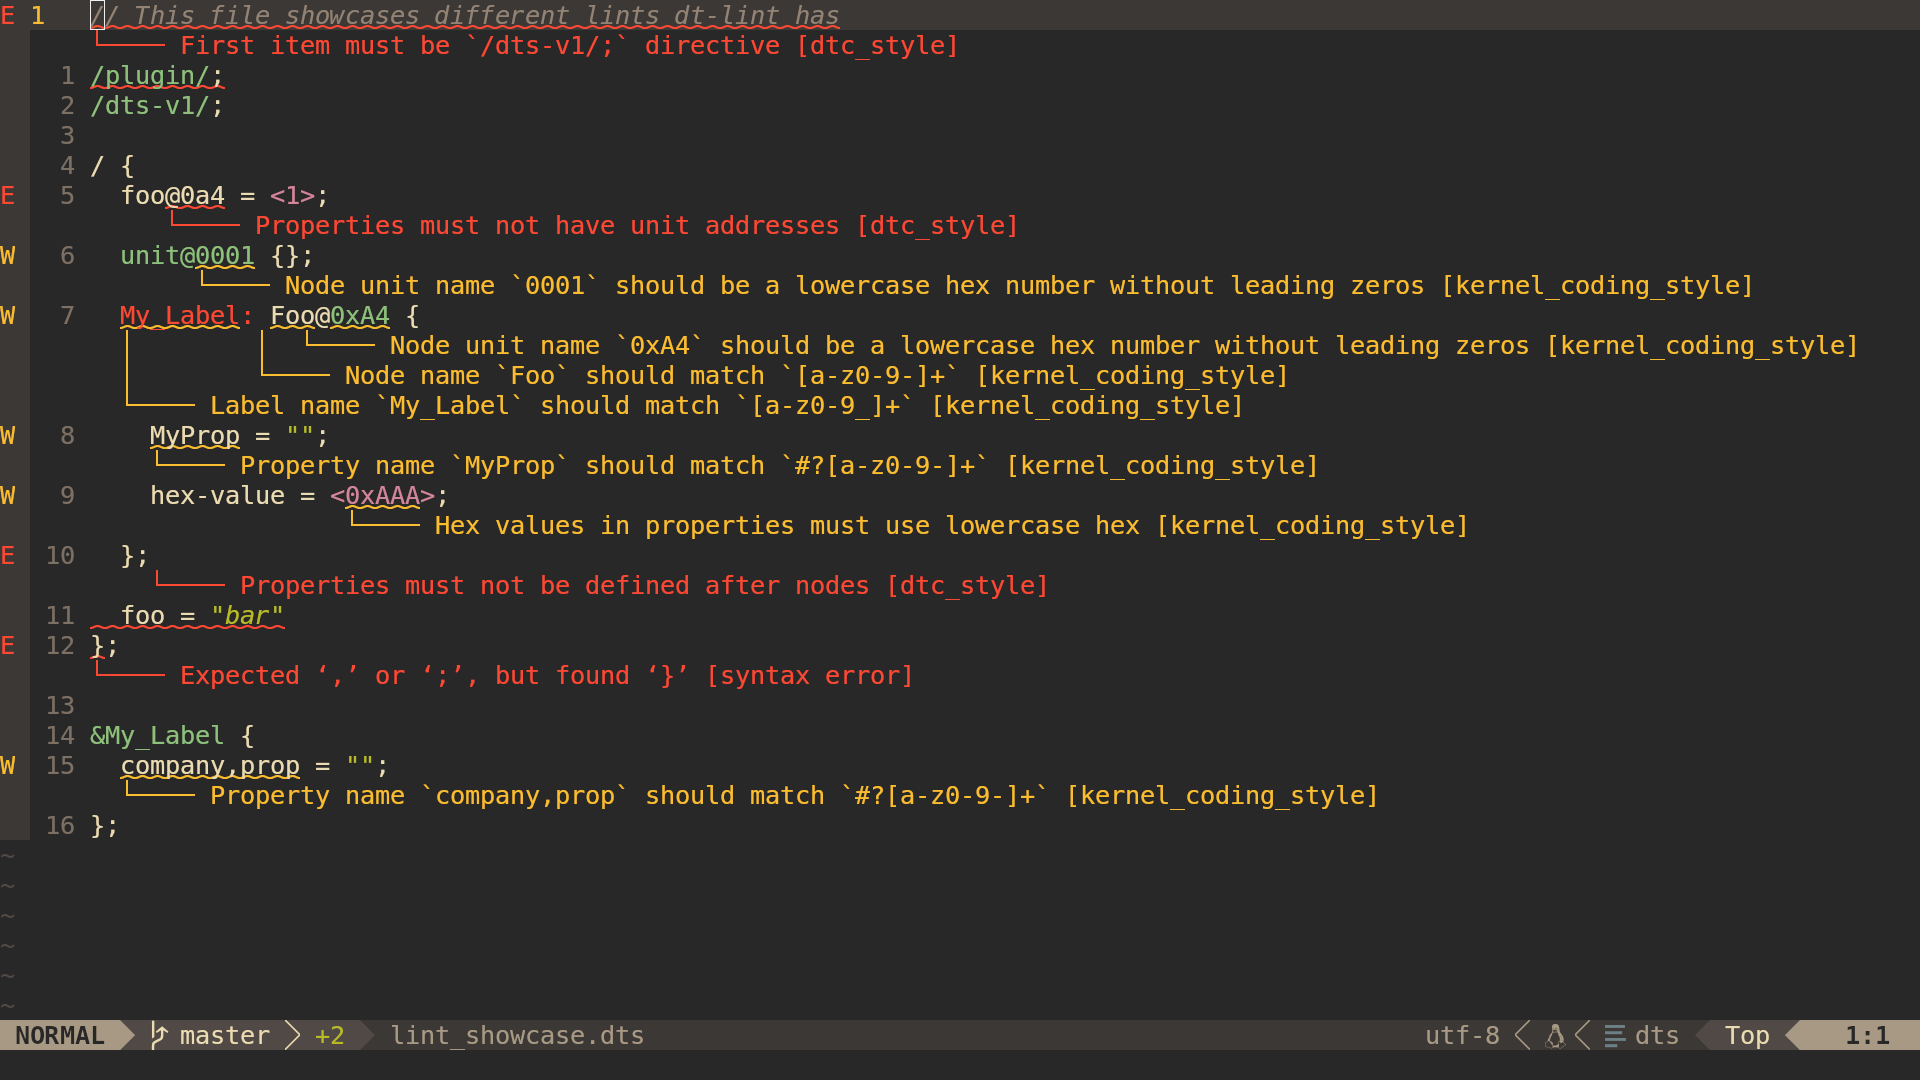 E 1 // This file showcases different lints dt-lint has
First item must be `/dts-v1/;` directive [dtc_style]
1 /plugin/;
2 /dts-v1/;
3
4 / {
E 5 foo@0a4 = <1>;
Properties must not have unit addresses [dtc_style]
W 6 unit@0001 {};
Node unit name `0001` should be a lowercase hex number without leading zeros [kernel_coding_style]
W 7 My_Label: Foo@0xA4 {
Node unit name `0xA4` should be a lowercase hex number without leading zeros [kernel_coding_style]
Node name `Foo` should match `[a-z0-9-]+` [kernel_coding_style]
Label name `My_Label` should match `[a-z0-9_]+` [kernel_coding_style]
W 8 MyProp = "";
Property name `MyProp` should match `#?[a-z0-9-]+` [kernel_coding_style]
W 9 hex-value = <0xAAA>;
Hex values in properties must use lowercase hex [kernel_coding_style]
E 10 };
Properties must not be defined after nodes [dtc_style]
11 foo = "bar"
E 12 };
Expected ‘,’ or ‘;’, but found ‘}’ [syntax error]
13
14 &My_Label {
W 15 company,prop = "";
Property name `company,prop` should match `#?[a-z0-9-]+` [kernel_coding_style]
16 };
~
~
~
~
~
~
NORMAL master +2 lint_showcase.dts utf-8 dts Top 1:1